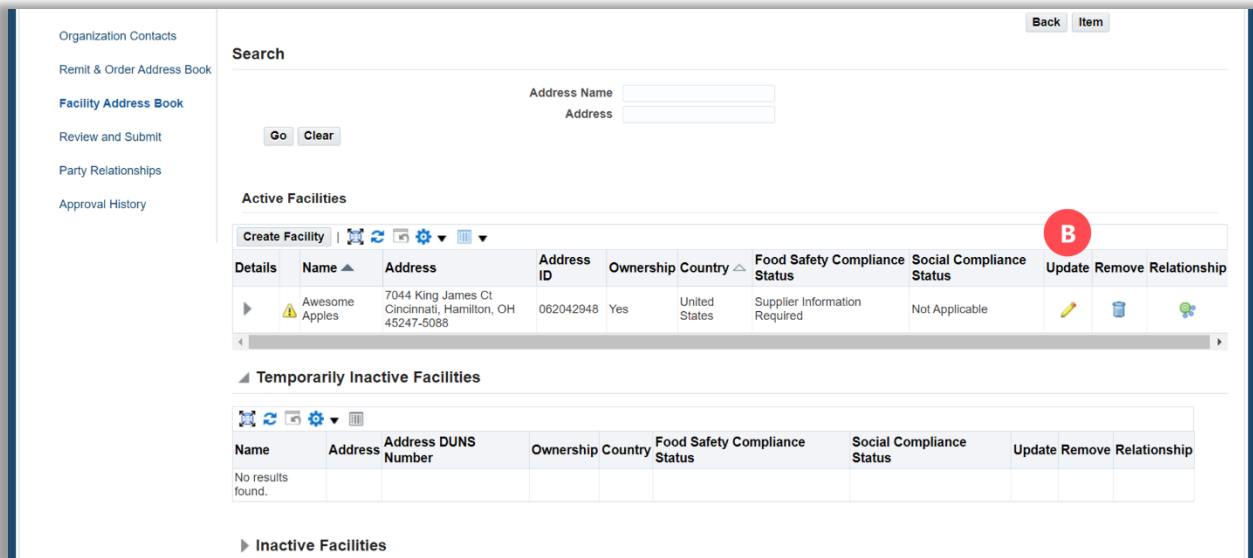 Organization Contacts
Remit & Order Address Book
Facility Address Book
Review and Submit
Party Relationships
Approval History
Back Item
Search
Address Name
Address
Go Clear
Active Facilities
Create Facility |
B
Details Name Address Address ID Ownership Country Food Safety Compliance Status Social Compliance Status Update Remove Relationship
Awesome Apples 7044 King James Ct Cincinnati, Hamilton, OH 45247-5088 062042948 Yes United States Supplier Information Required Not Applicable
Temporarily Inactive Facilities
Name Address Address DUNS Number Ownership Country Food Safety Compliance Status Social Compliance Status Update Remove Relationship
No results found.
Inactive Facilities